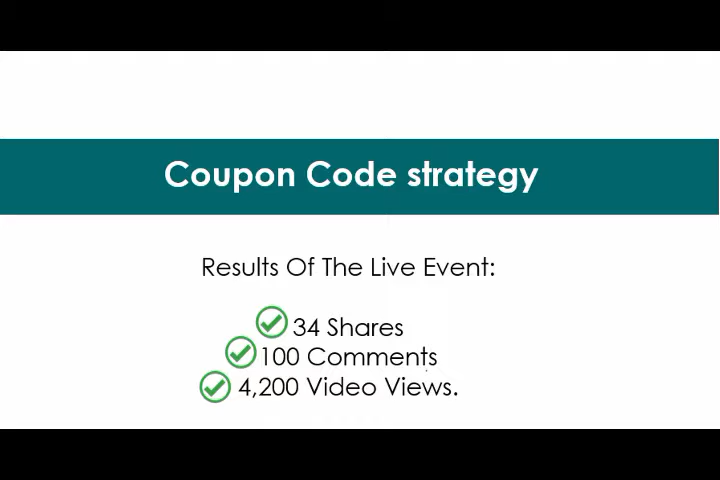 Coupon Code strategy
Results Of The Live Event:
34 Shares
100 Comments
4,200 Video Views.